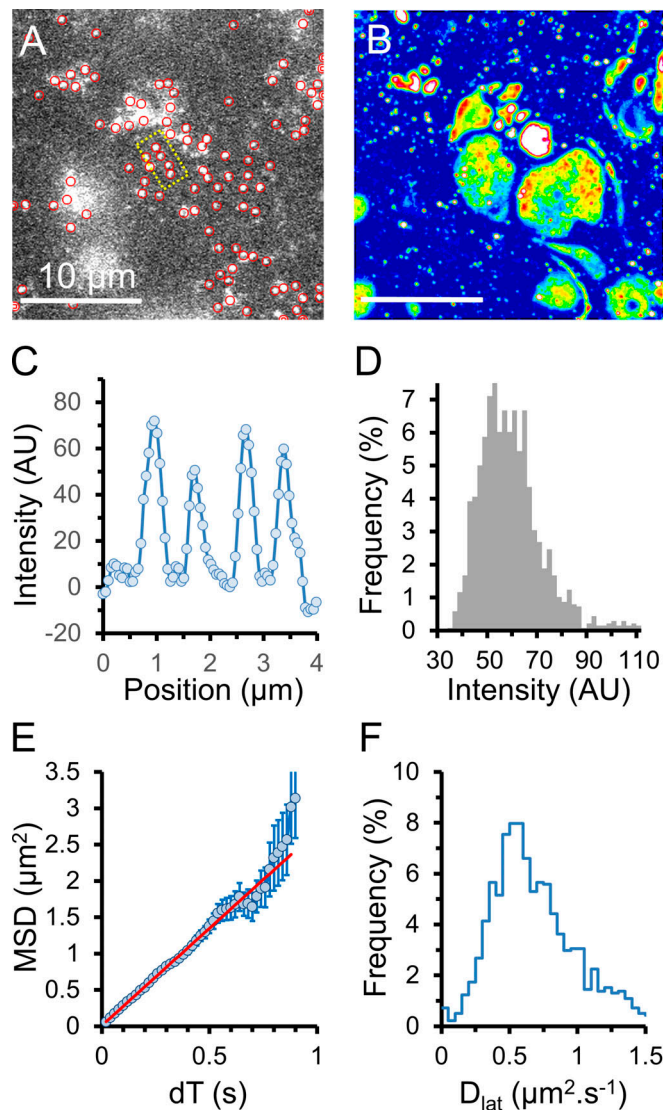 A
10 µm
B
C
80
60
40
20
0
-20
Intensity (AU)
0 1 2 3 4
Position (µm)
D
7
6
5
4
3
2
1
0
Frequency (%)
30 50 70 90 110
Intensity (AU)
E
3.5
3
2.5
2
1.5
1
0.5
0
MSD (µm²)
0 0.5 1
dT (s)
F
10
8
6
4
2
0
Frequency (%)
0 0.5 1 1.5
D_lat (µm².s⁻¹)